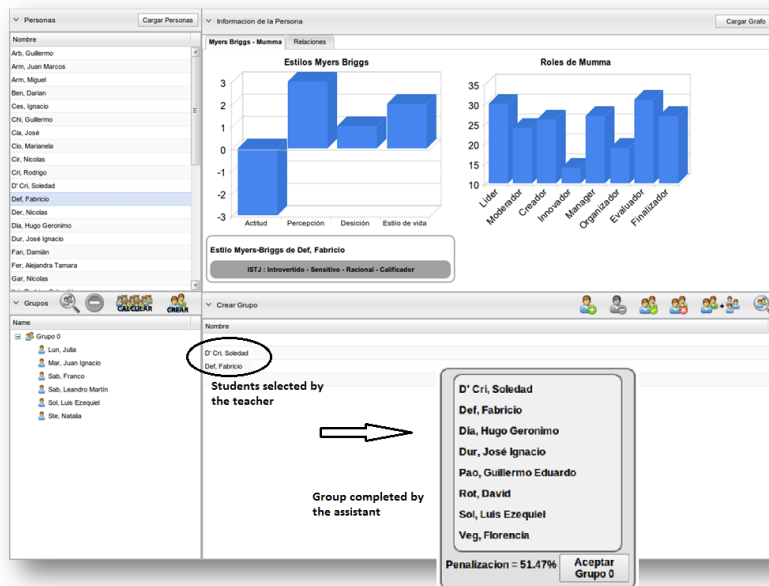 Personas
Cargar Personas
Nombre
Arb, Guillermo
Arm, Juan Marcos
Arm, Miguel
Ben, Darian
Ces, Ignacio
Chi, Guillermo
Cia, José
Cio, Marianela
Cir, Nicolas
Cri, Rodrigo
D' Cri, Soledad
Def, Fabricio
Der, Nicolas
Dia, Hugo Geronimo
Dur, José Ignacio
Fan, Damián
Fer, Alejandra Tamara
Gar, Nicolas
Informacion de la Persona
Cargar Grafo
Myers Briggs - Mumma
Relaciones
Estilos Myers Briggs
3
2
1
0
-1
-2
-3
Actitud
Percepción
Desición
Estilo de vida
Roles de Mumma
35
30
25
20
15
10
Lider
Moderador
Creador
Innovador
Manager
Organizador
Evaluador
Finalizador
Estilo Myers-Briggs de Def, Fabricio
ISTJ : Introvertido - Sensitivo - Racional - Calificador
Grupos
CALCULAR
CREAR
Name
Grupo 0
Lun, Julia
Mar, Juan Ignacio
Sab, Franco
Sab, Leandro Martín
Sol, Luis Ezequiel
Ste, Natalia
Crear Grupo
Nombre
D' Cri, Soledad
Def, Fabricio
Students selected by
the teacher
Group completed by
the assistant
D' Cri, Soledad
Def, Fabricio
Dia, Hugo Geronimo
Dur, José Ignacio
Pao, Guillermo Eduardo
Rot, David
Sol, Luis Ezequiel
Veg, Florencia
Penalizacion = 51.47%
Aceptar
Grupo 0